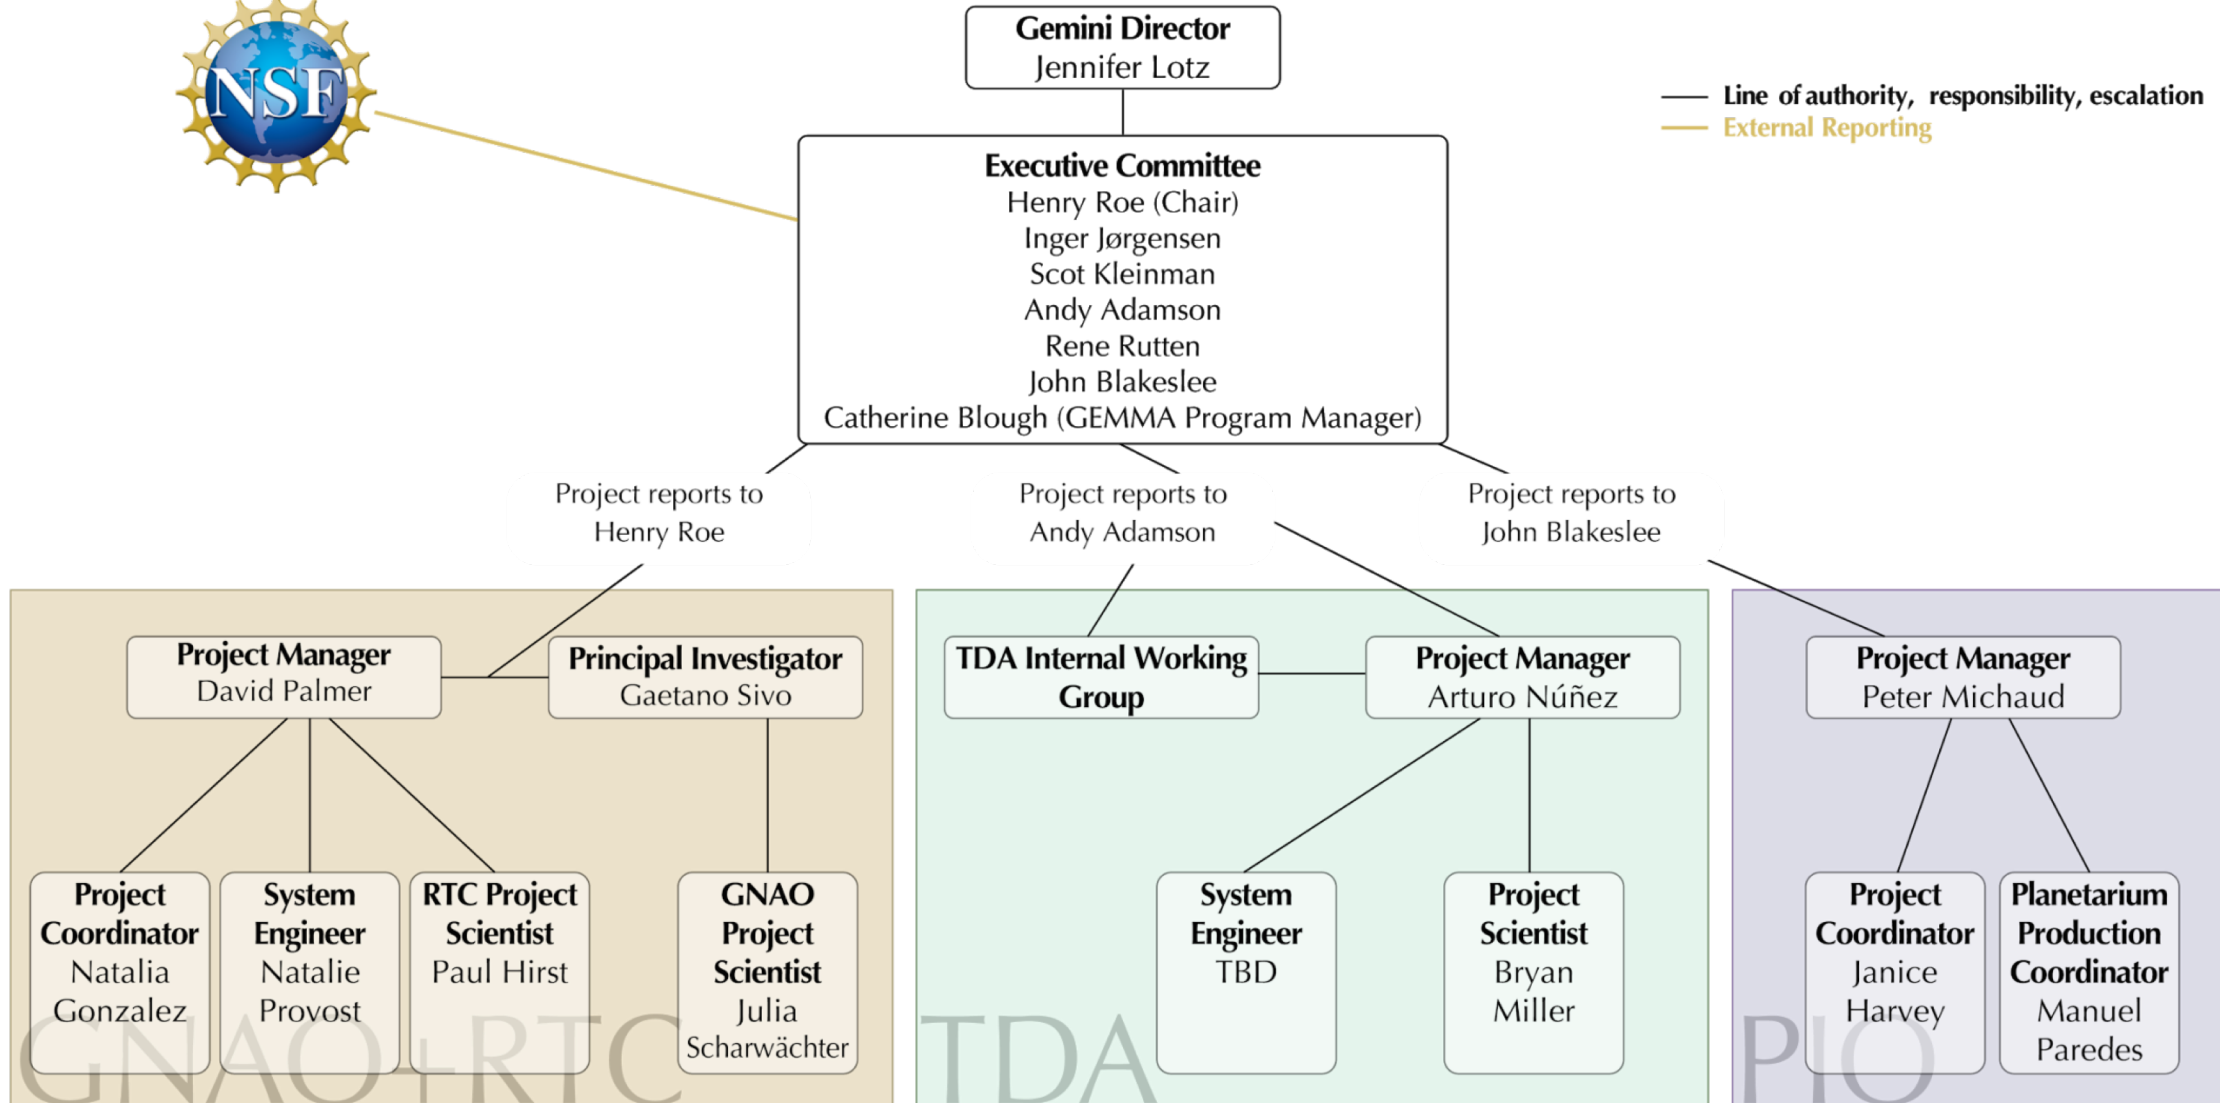 NSF
Gemini Director
Jennifer Lotz
Line of authority, responsibility, escalation
External Reporting
Executive Committee
Henry Roe (Chair)
Inger Jørgensen
Scot Kleinman
Andy Adamson
Rene Rutten
John Blakeslee
Catherine Blough (GEMMA Program Manager)
Project reports to
Henry Roe
Project reports to
Andy Adamson
Project reports to
John Blakeslee
Project Manager
David Palmer
Principal Investigator
Gaetano Sivo
TDA Internal Working
Group
Project Manager
Arturo Núñez
Project Manager
Peter Michaud
Project
Coordinator
Natalia
Gonzalez
System
Engineer
Natalie
Provost
RTC Project
Scientist
Paul Hirst
GNAO
Project
Scientist
Julia
Scharwächter
System
Engineer
TBD
Project
Scientist
Bryan
Miller
Project
Coordinator
Janice
Harvey
Planetarium
Production
Coordinator
Manuel
Paredes
GNAO+RTC
TDA
PIO